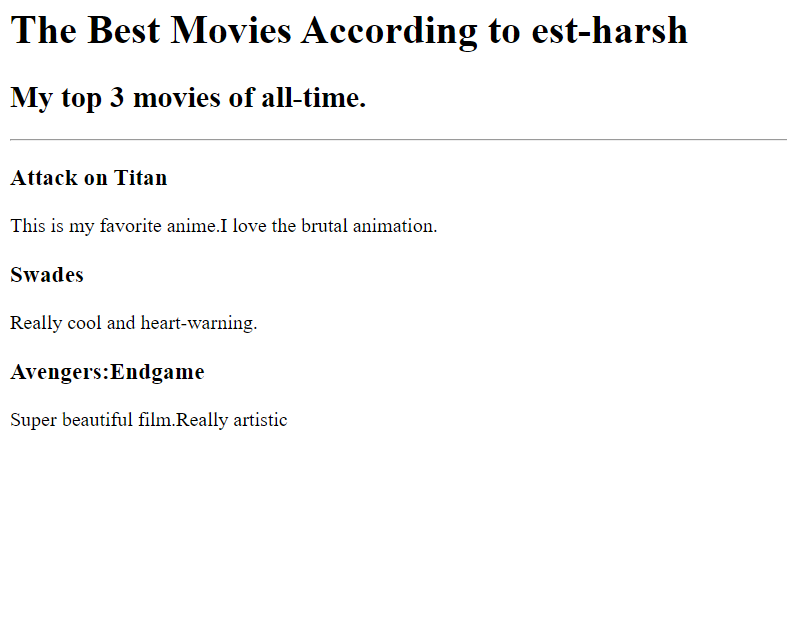 The Best Movies According to est-harsh
My top 3 movies of all-time.
Attack on Titan
This is my favorite anime.I love the brutal animation.
Swades
Really cool and heart-warning.
Avengers:Endgame
Super beautiful film.Really artistic